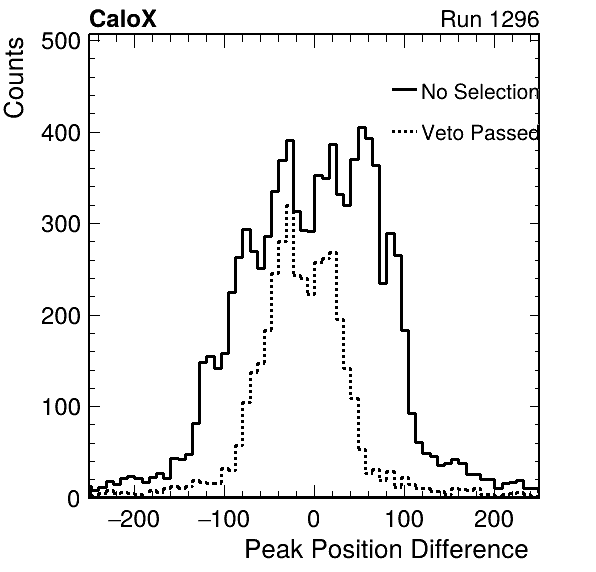 CaloX Run 1296
Counts
500
400
300
200
100
0
No Selection
Veto Passed
−200 −100 0 100 200
Peak Position Difference